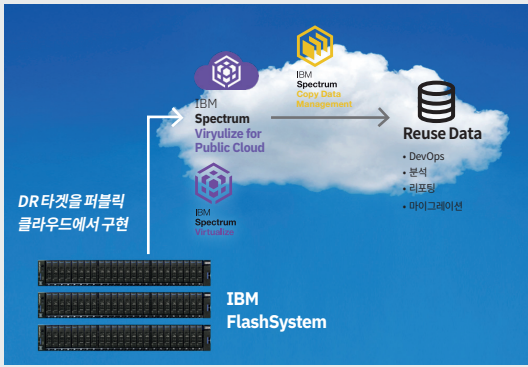 IBM
Spectrum
Copy Data
Management
IBM
Spectrum
Viryulize for
Public Cloud
Reuse Data
• DevOps
• 분석
• 리포팅
• 마이그레이션
IBM
Spectrum
Virtualize
DR 타겟을 퍼블릭
클라우드에서 구현
IBM
FlashSystem